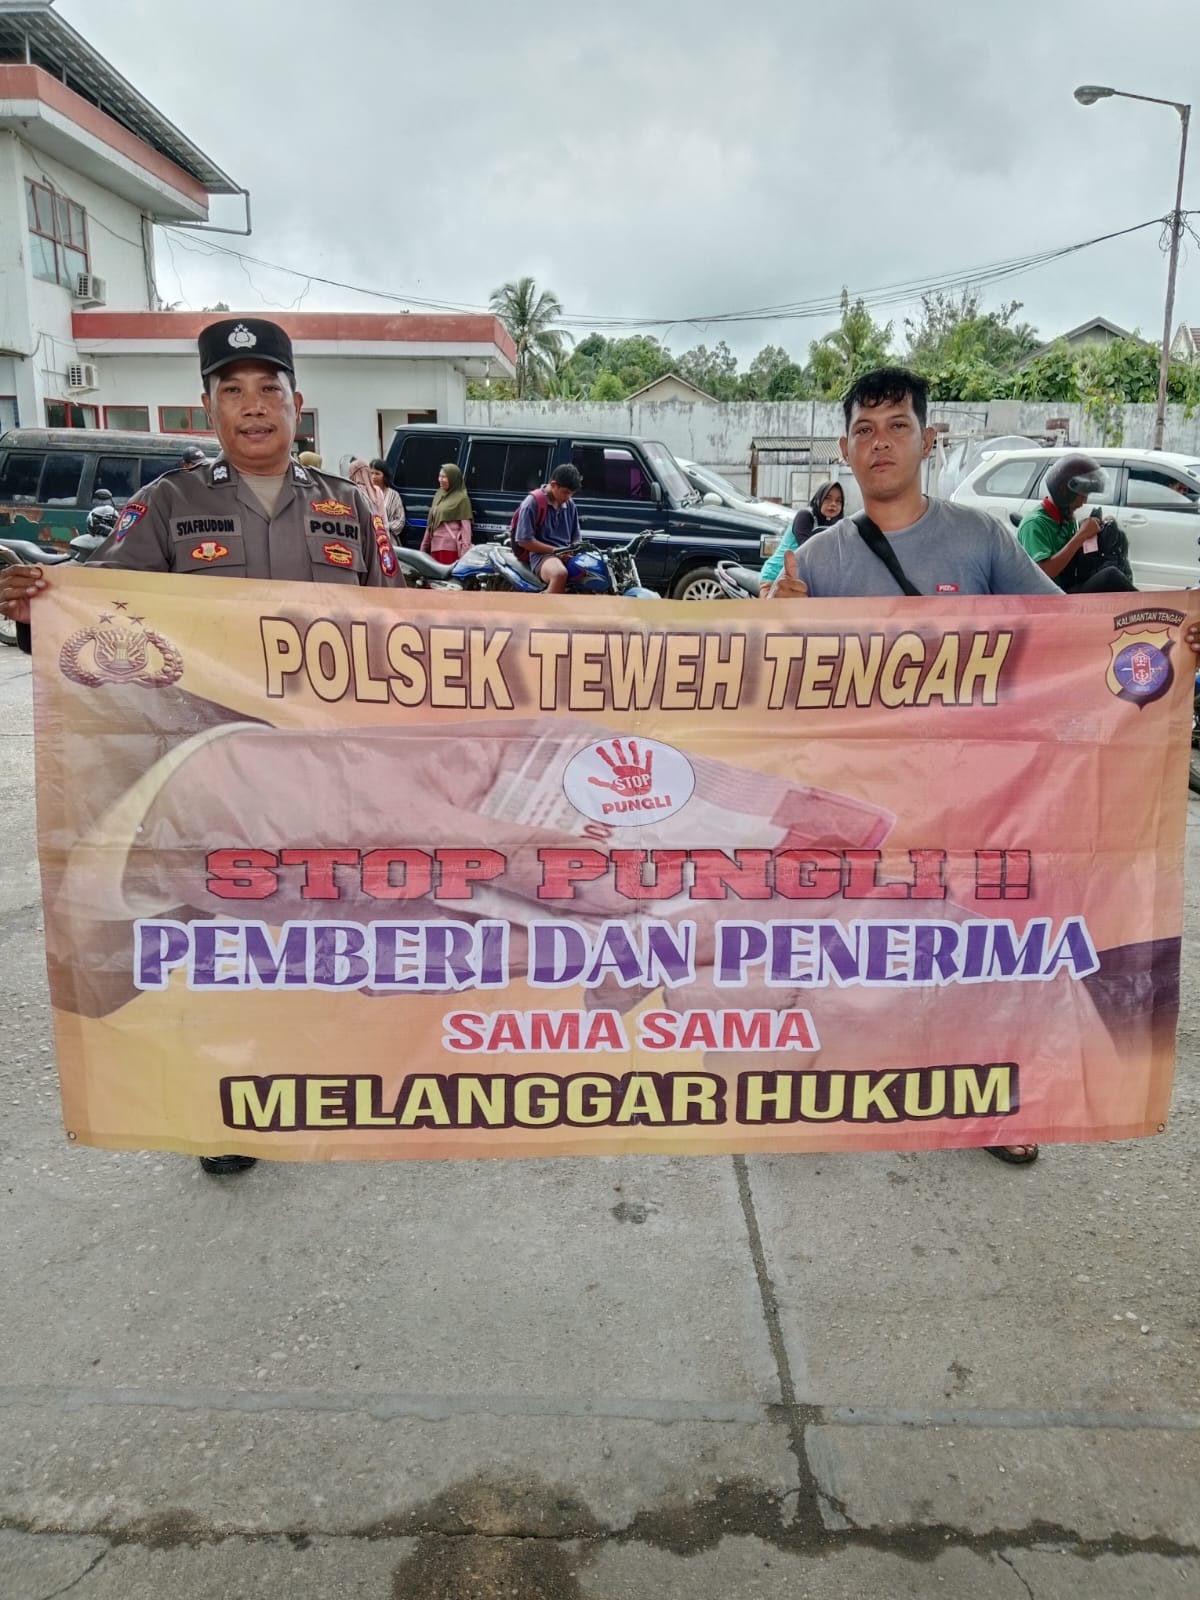 SYAFRUDDIN
POLRI
POLSEK TEWEH TENGAH
KALIMANTAN TENGAH
STOP
PUNGLI
STOP PUNGLI !!
PEMBERI DAN PENERIMA
SAMA SAMA
MELANGGAR HUKUM